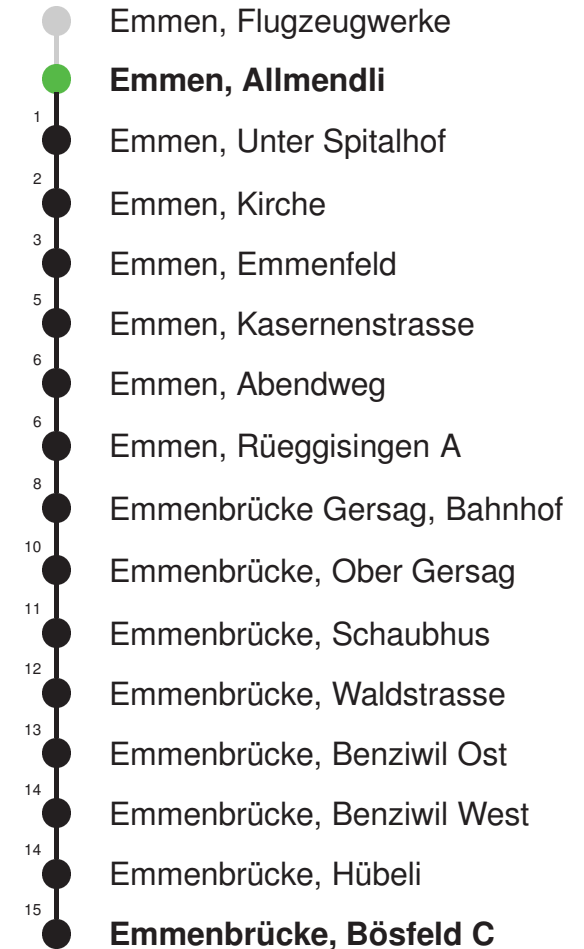 Emmen, Flugzeugwerke
Emmen, Allmendli
1
Emmen, Unter Spitalhof
2
Emmen, Kirche
3
Emmen, Emmenfeld
5
Emmen, Kasernenstrasse
6
Emmen, Abendweg
6
Emmen, Rüeggisingen A
8
Emmenbrücke Gersag, Bahnhof
10
Emmenbrücke, Ober Gersag
11
Emmenbrücke, Schaubhus
12
Emmenbrücke, Waldstrasse
13
Emmenbrücke, Benziwil Ost
14
Emmenbrücke, Benziwil West
14
Emmenbrücke, Hübeli
15
Emmenbrücke, Bösfeld C